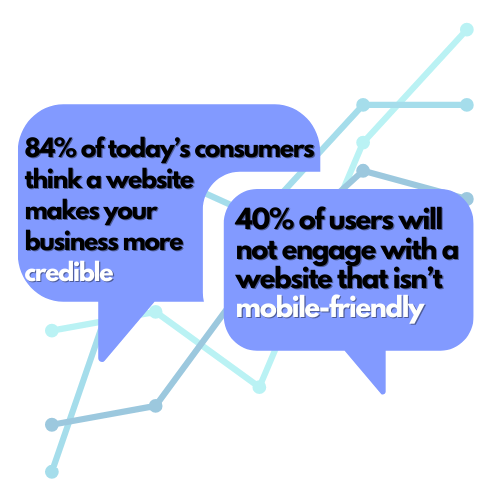 84% of today’s consumers
think a website
makes your
business more
credible
40% of users will
not engage with a
website that isn’t
mobile-friendly